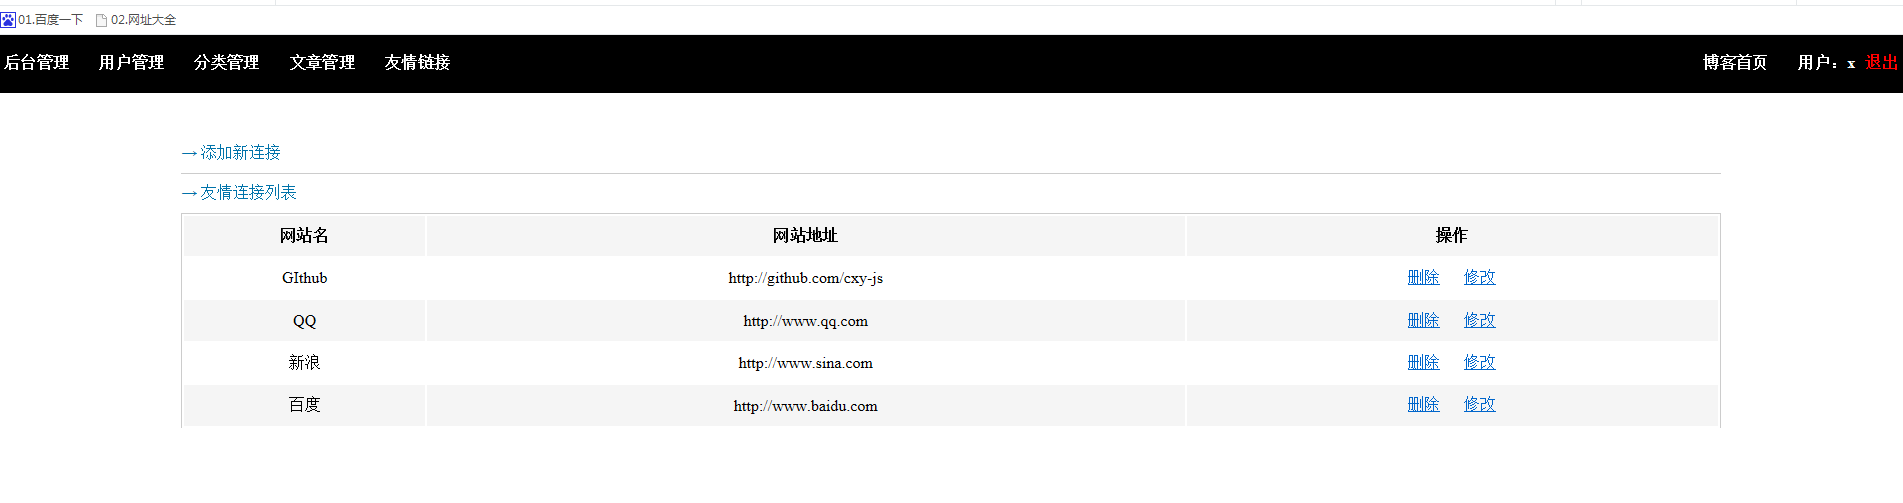 01.百度一下 02.网址大全
后台管理 用户管理 分类管理 文章管理 友情链接 博客首页 用户：x 退出
→添加新连接
→友情连接列表
网站名 网站地址 操作
GIthub http://github.com/cxy-js 删除 修改
QQ http://www.qq.com 删除 修改
新浪 http://www.sina.com 删除 修改
百度 http://www.baidu.com 删除 修改